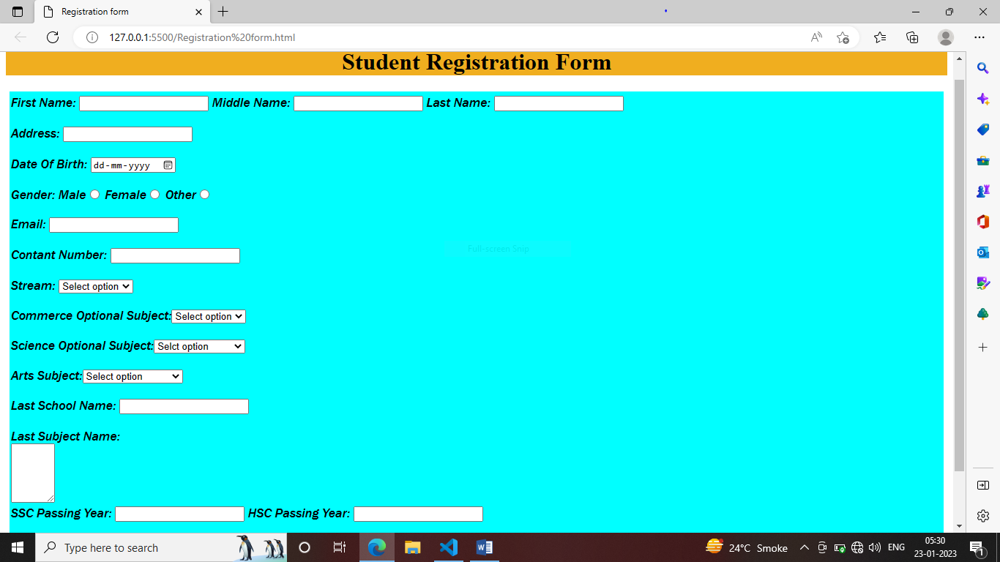 Registration form
127.0.0.1:5500/Registration%20form.html
Student Registration Form
First Name: Middle Name: Last Name:
Address:
Date Of Birth: dd-mm-yyyy
Gender: Male Female Other
Email:
Full-screen Snip
Contant Number:
Stream: Select option
Commerce Optional Subject: Select option
Science Optional Subject: Selct option
Arts Subject: Select option
Last School Name:
Last Subject Name:
SSC Passing Year: HSC Passing Year:
Type here to search
24°C Smoke
ENG
05:30
23-01-2023
1